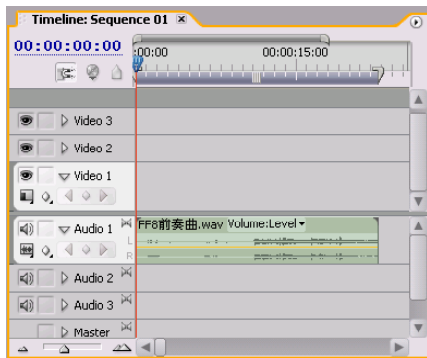 Timeline: Sequence 01
00:00:00:00
:00:00
00:00:15:00
Video 3
Video 2
Video 1
Audio 1
FF8前奏曲.wav Volume:Level
L
R
Audio 2
Audio 3
Master